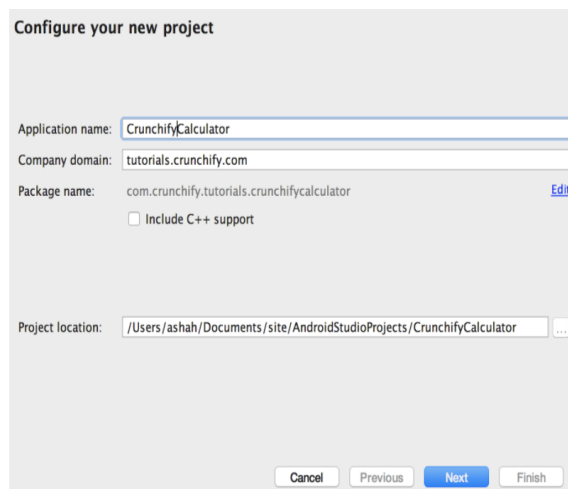 Configure your new project
Application name: CrunchifyCalculator
Company domain: tutorials.crunchify.com
Package name: com.crunchify.tutorials.crunchifycalculator Edit
Include C++ support
Project location: /Users/ashah/Documents/site/AndroidStudioProjects/CrunchifyCalculator ...
Cancel Previous Next Finish